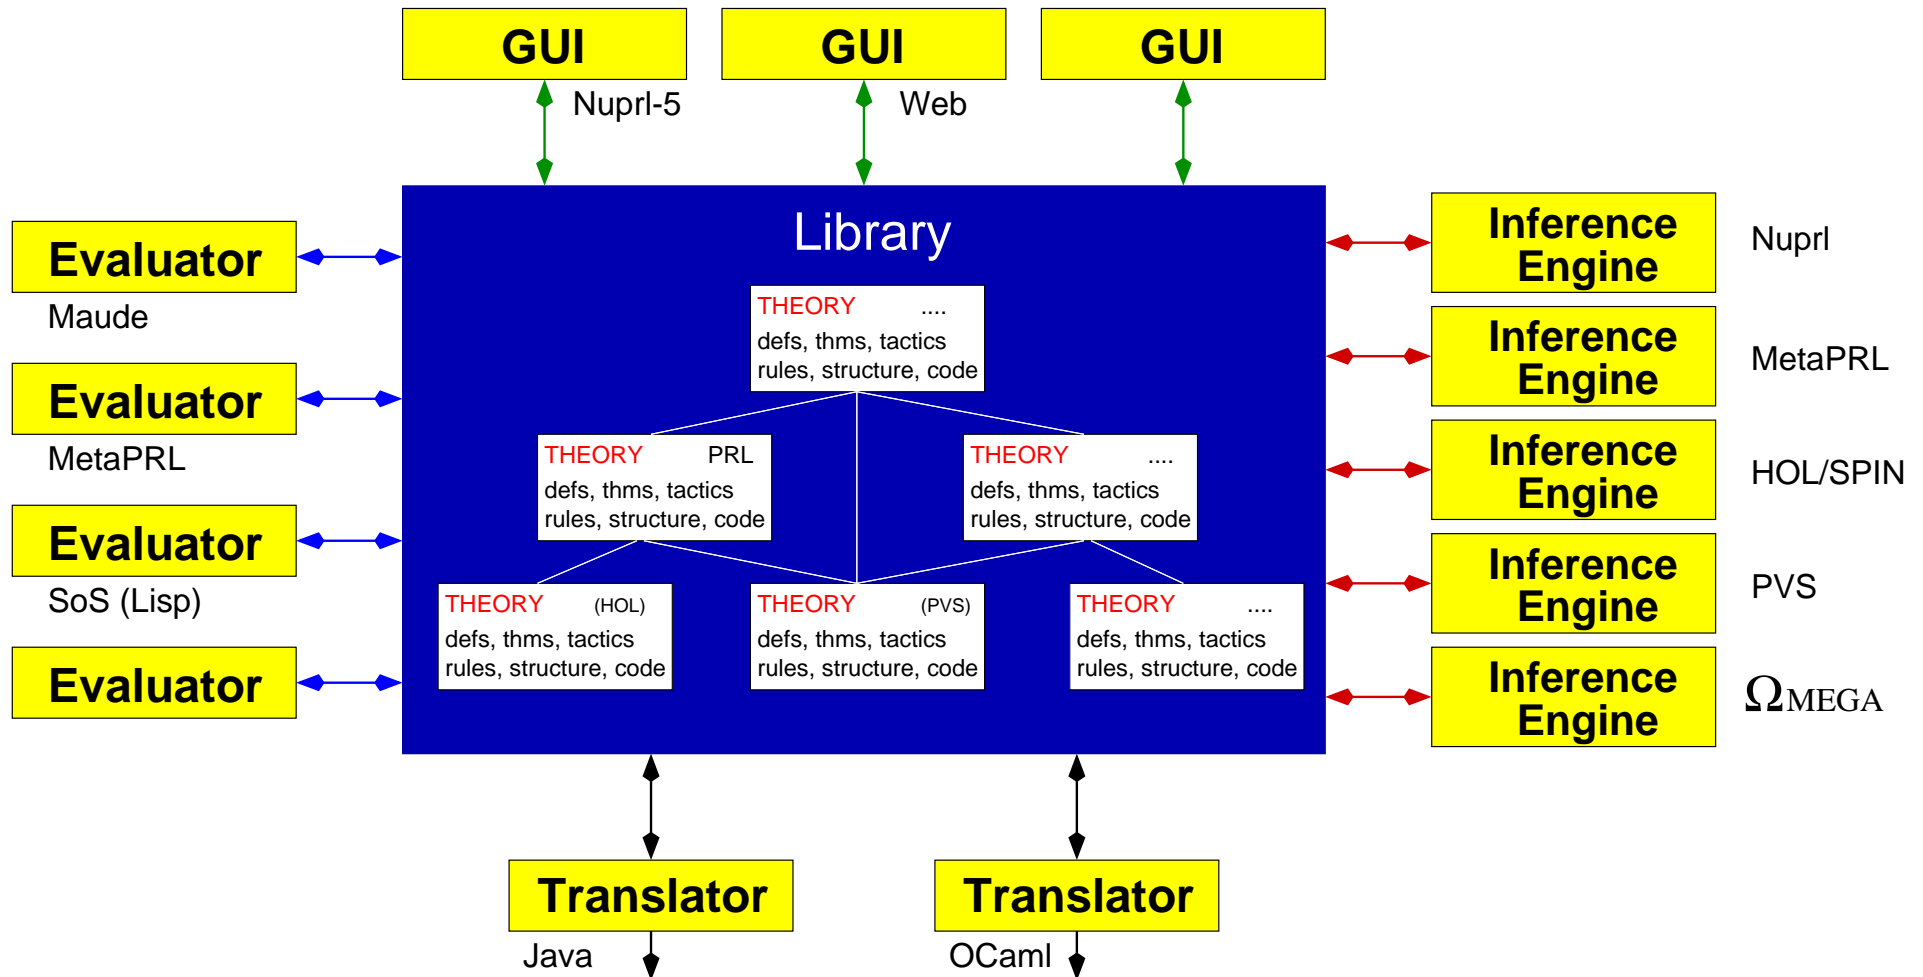 GUI
GUI
GUI
Nuprl-5
Web
Library
Evaluator
Maude
Evaluator
MetaPRL
Evaluator
SoS (Lisp)
Evaluator
THEORY ....
defs, thms, tactics
rules, structure, code
THEORY PRL
defs, thms, tactics
rules, structure, code
THEORY ....
defs, thms, tactics
rules, structure, code
THEORY (HOL)
defs, thms, tactics
rules, structure, code
THEORY (PVS)
defs, thms, tactics
rules, structure, code
THEORY ....
defs, thms, tactics
rules, structure, code
Inference
Engine
Nuprl
Inference
Engine
MetaPRL
Inference
Engine
HOL/SPIN
Inference
Engine
PVS
Inference
Engine
ΩMEGA
Translator
Java
Translator
OCaml